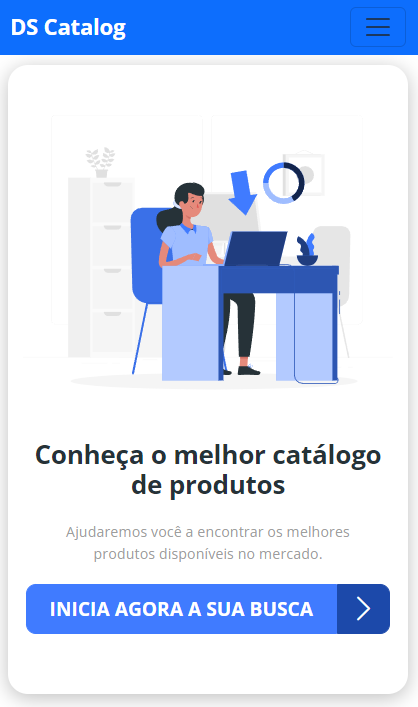 DS Catalog
Conheça o melhor catálogo
de produtos
Ajudaremos você a encontrar os melhores
produtos disponíveis no mercado.
INICIA AGORA A SUA BUSCA